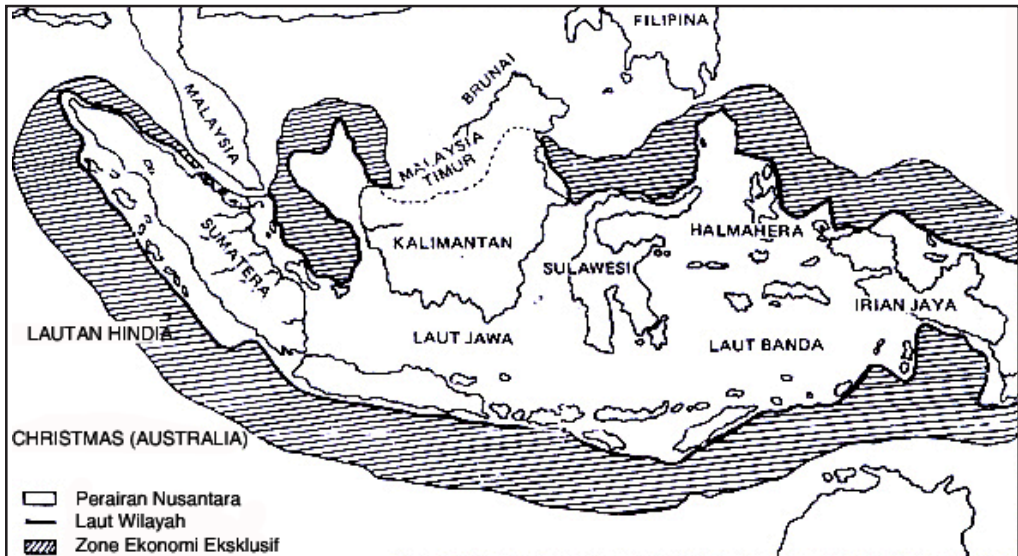 FILIPINA
BRUNAI
MALAYSIA
MALAYSIA
TIMUR
SUMATERA
KALIMANTAN
HALMAHERA
SULAWESI
IRIAN JAYA
LAUTAN HINDIA
LAUT JAWA
LAUT BANDA
CHRISTMAS (AUSTRALIA)
Perairan Nusantara
Laut Wilayah
Zone Ekonomi Eksklusif